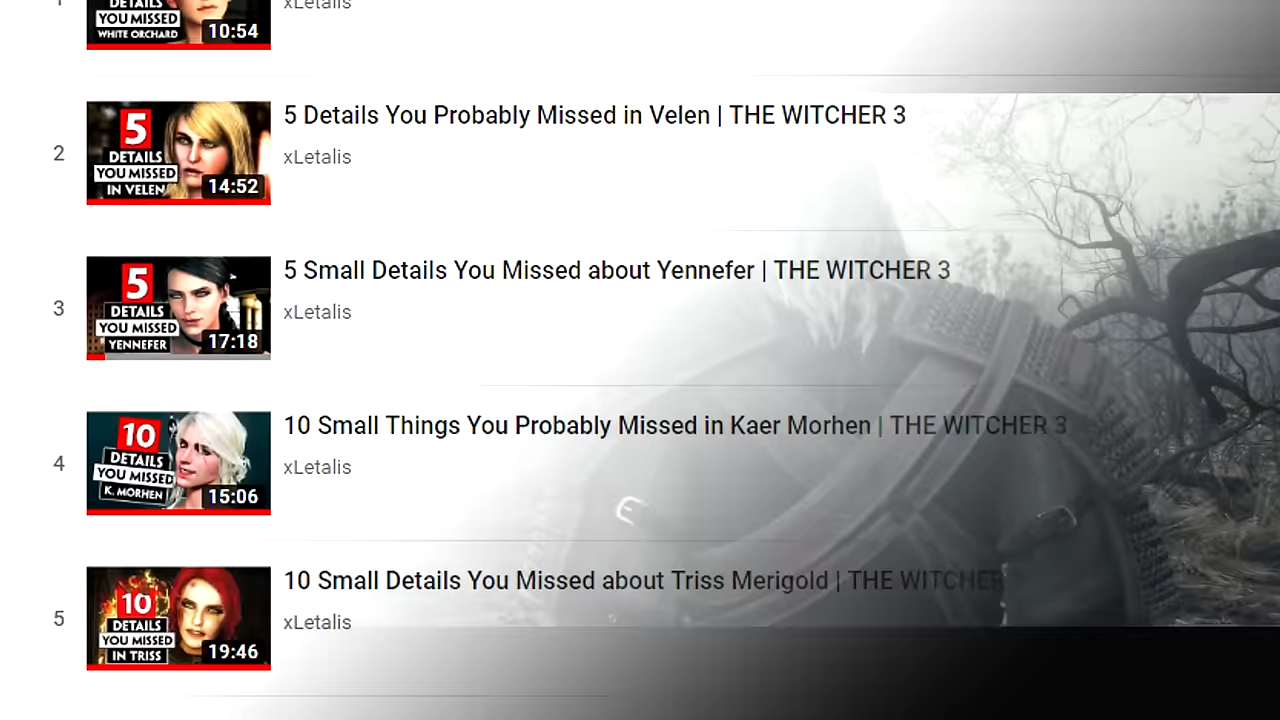 1
DETAILS
YOU MISSED
WHITE ORCHARD
10:54
xLetalis
2
5
DETAILS
YOU MISSED
IN VELEN
14:52
5 Details You Probably Missed in Velen | THE WITCHER 3
xLetalis
3
5
DETAILS
YOU MISSED
YENNEFER
17:18
5 Small Details You Missed about Yennefer | THE WITCHER 3
xLetalis
4
10
DETAILS
YOU MISSED
K. MORHEN
15:06
10 Small Things You Probably Missed in Kaer Morhen | THE WITCHER 3
xLetalis
5
10
DETAILS
YOU MISSED
IN TRISS
19:46
10 Small Details You Missed about Triss Merigold | THE WITCHER
xLetalis